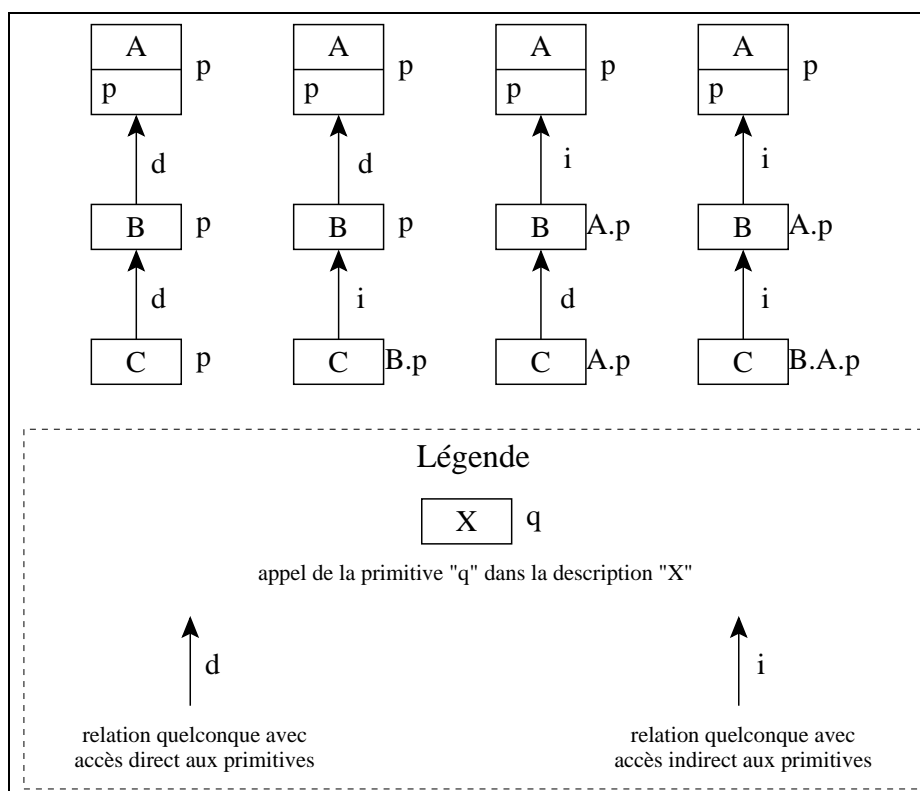 A A A A
p p p p
p p p p
d d i i
B p B p B A.p B A.p
d i d i
C p C B.p C A.p C B.A.p
Légende
X q
appel de la primitive "q" dans la description "X"
d i
relation quelconque avec relation quelconque avec
accès direct aux primitives accès indirect aux primitives